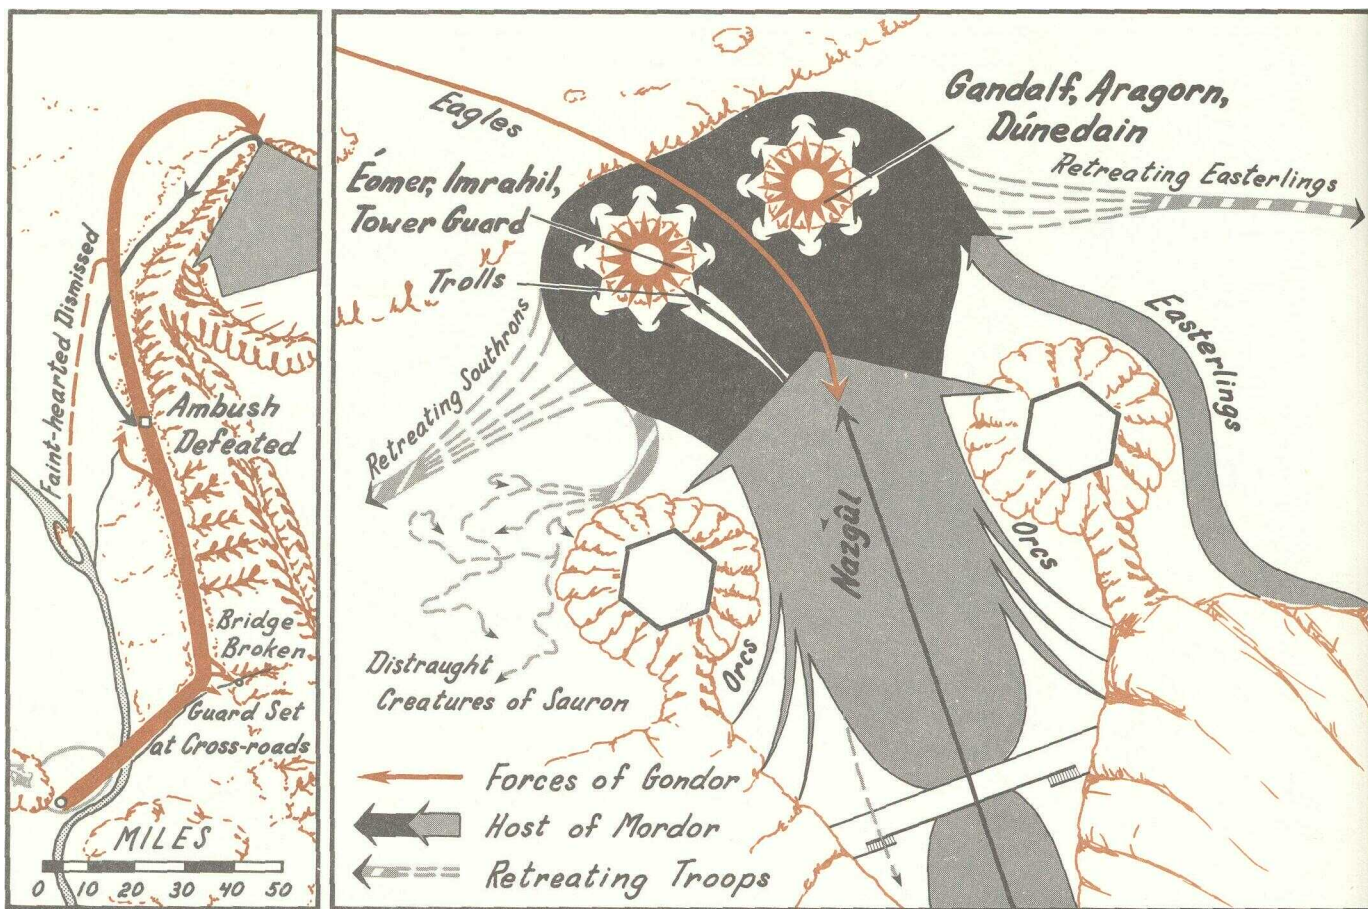 Faint-hearted Dismissed
Ambush
Defeated
Bridge
Broken
Guard Set
at Cross-roads
MILES
0 10 20 30 40 50
Eagles
Gandalf, Aragorn,
Dúnedain
Éomer, Imrahil,
Tower Guard
Trolls
Retreating Easterlings
Easterlings
Retreating Southrons
Nazgûl
Orcs
Orcs
Distraught
Creatures of Sauron
Forces of Gondor
Host of Mordor
Retreating Troops